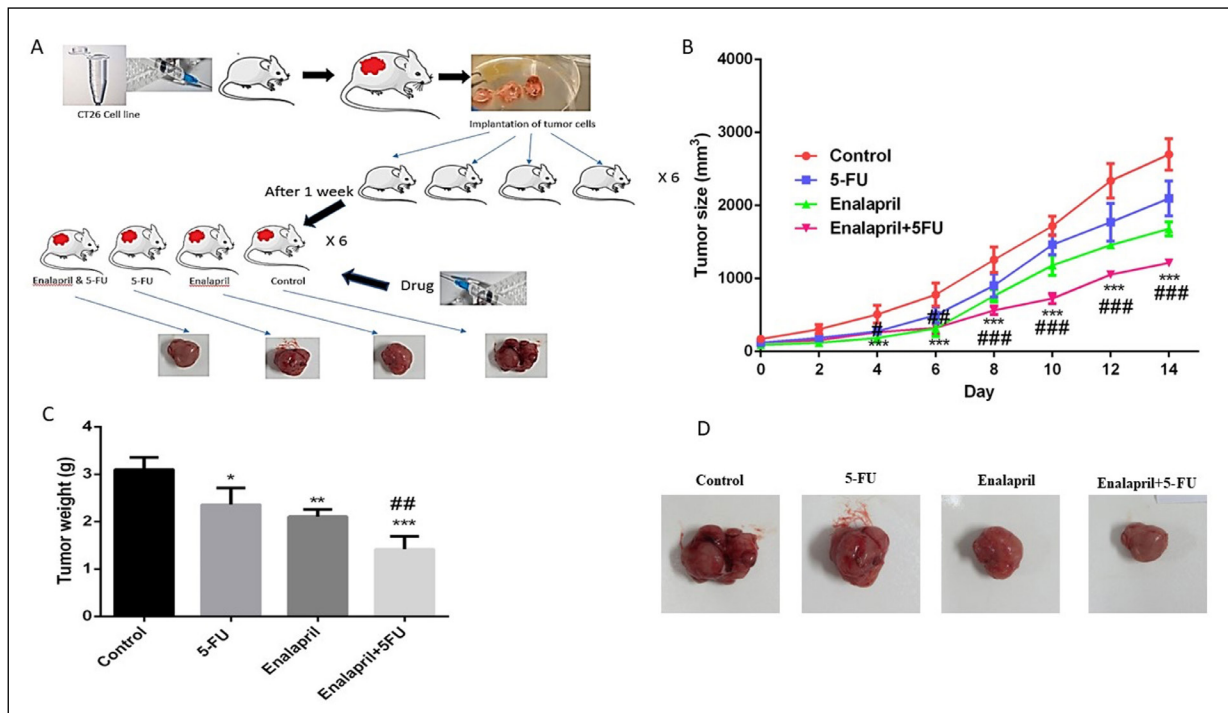 A
CT26 Cell line
Implantation of tumor cells
After 1 week
X 6
X 6
Enalapril & 5-FU
5-FU
Enalapril
Control
Drug
B
Tumor size (mm³)
3000
2000
1000
0
Control
5-FU
Enalapril
Enalapril+5FU
#
***
##
***
***
###
***
###
***
###
***
###
0 2 4 6 8 10 12 14
Day
C
Tumor weight (g)
4
3
2
1
0
*
**
##
***
Control
5-FU
Enalapril
Enalapril+5FU
D
Control
5-FU
Enalapril
Enalapril+5-FU